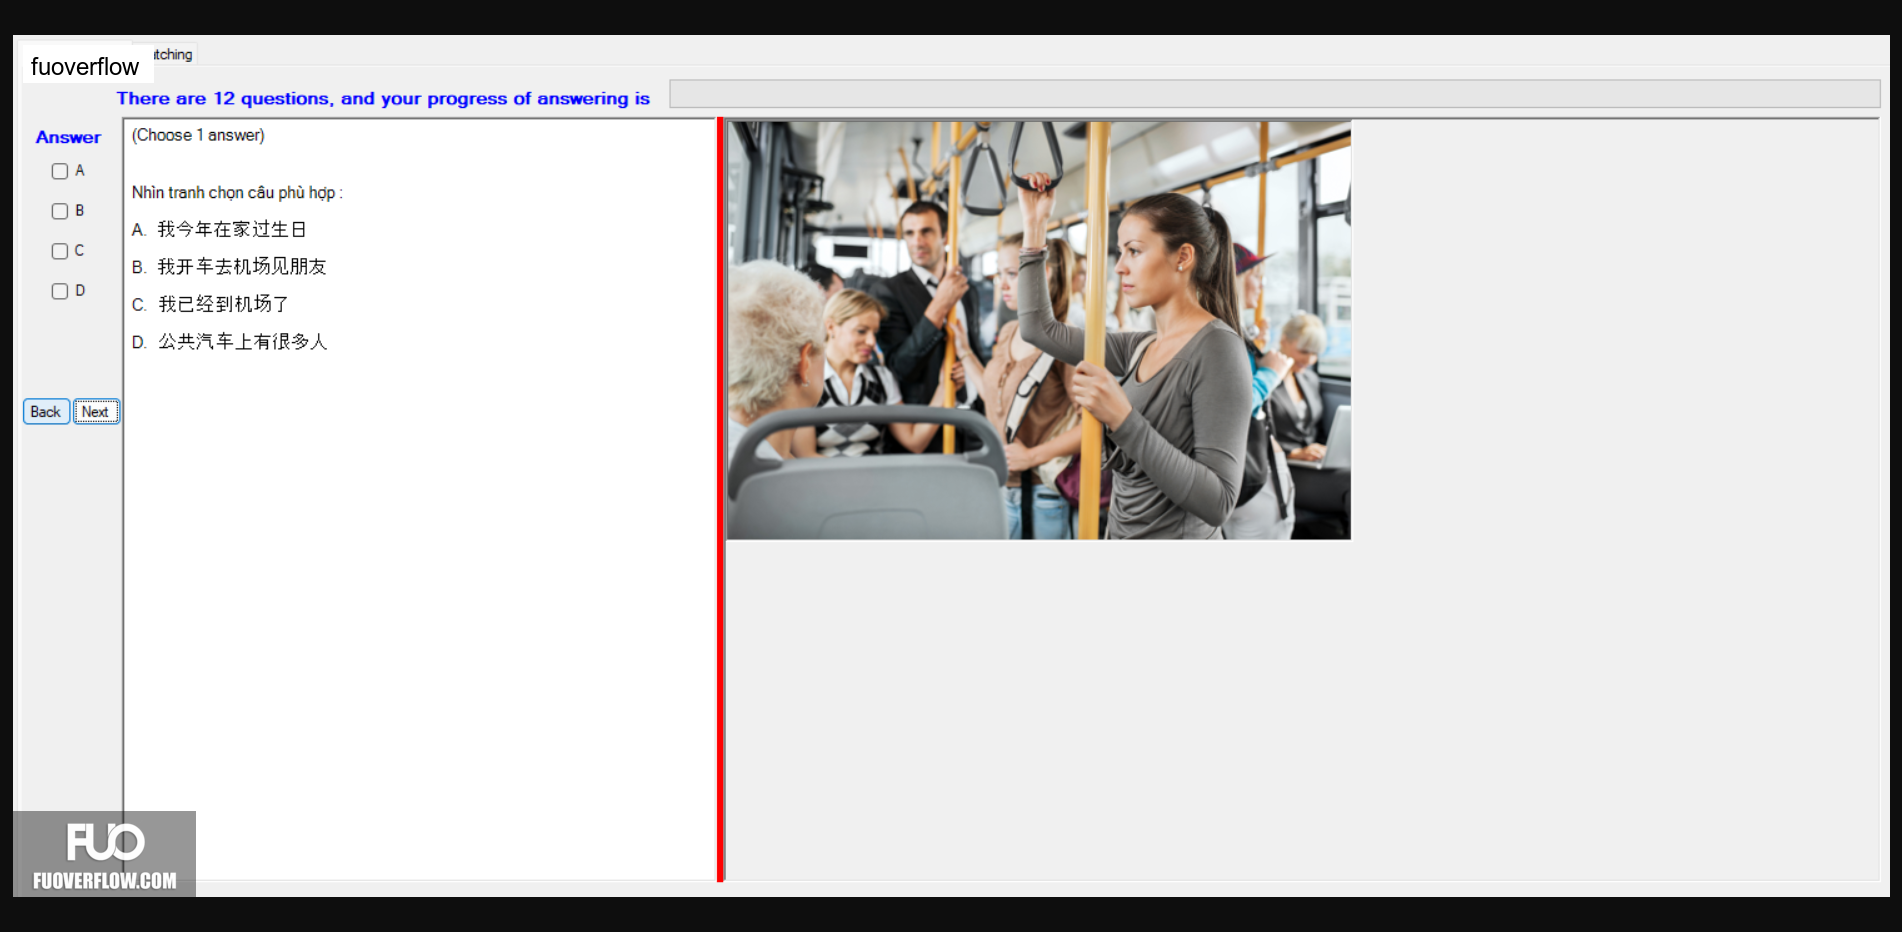 fuoverflow
tching
There are 12 questions, and your progress of answering is
Answer
A
B
C
D
Back
Next
(Choose 1 answer)
Nhìn tranh chọn câu phù hợp :
A. 我今年在家过生日
B. 我开车去机场见朋友
C. 我已经到机场了
D. 公共汽车上有很多人
FUO
FUOVERFLOW.COM